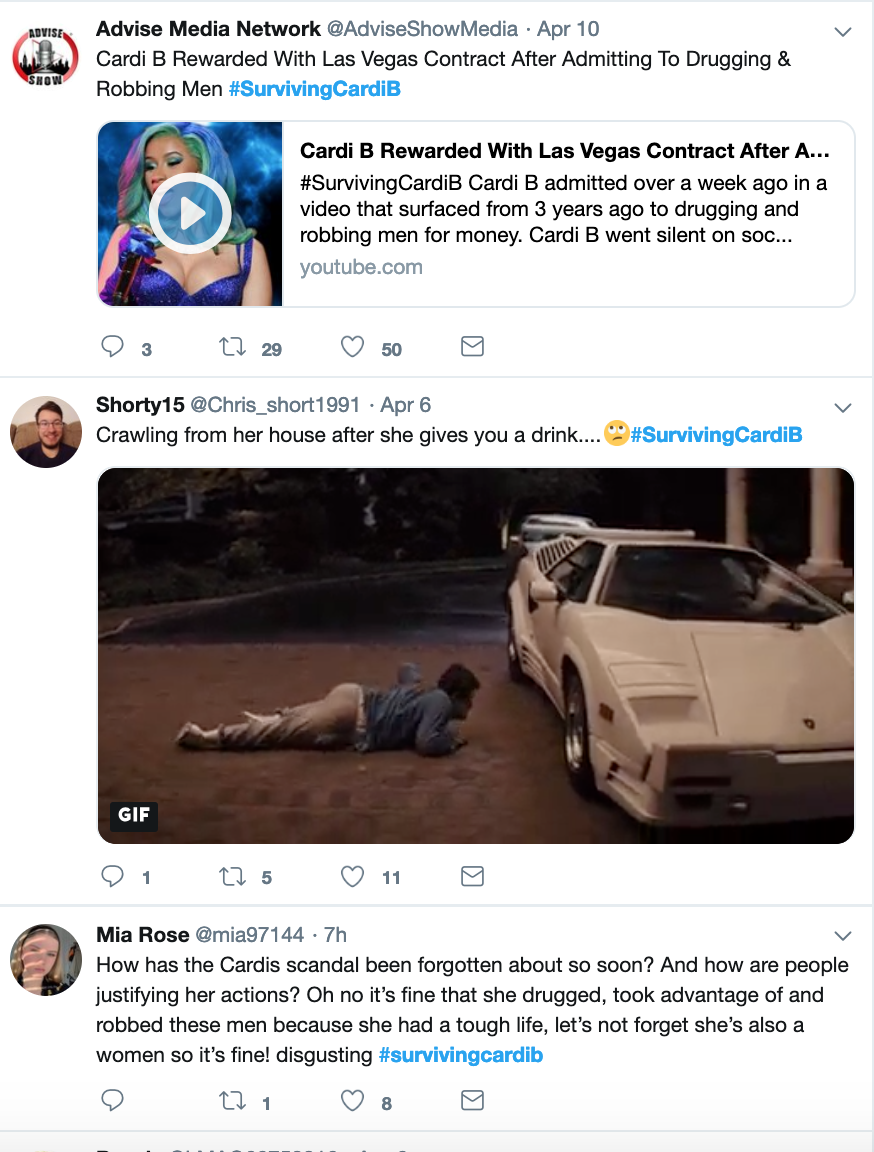 ADVISE
SHOW
Advise Media Network @AdviseShowMedia · Apr 10
Cardi B Rewarded With Las Vegas Contract After Admitting To Drugging &
Robbing Men #SurvivingCardiB
Cardi B Rewarded With Las Vegas Contract After A...
#SurvivingCardiB Cardi B admitted over a week ago in a
video that surfaced from 3 years ago to drugging and
robbing men for money. Cardi B went silent on soc...
youtube.com
3 29 50
Shorty15 @Chris_short1991 · Apr 6
Crawling from her house after she gives you a drink....🙄#SurvivingCardiB
GIF
1 5 11
Mia Rose @mia97144 · 7h
How has the Cardis scandal been forgotten about so soon? And how are people
justifying her actions? Oh no it’s fine that she drugged, took advantage of and
robbed these men because she had a tough life, let’s not forget she’s also a
women so it’s fine! disgusting #survivingcardib
1 8